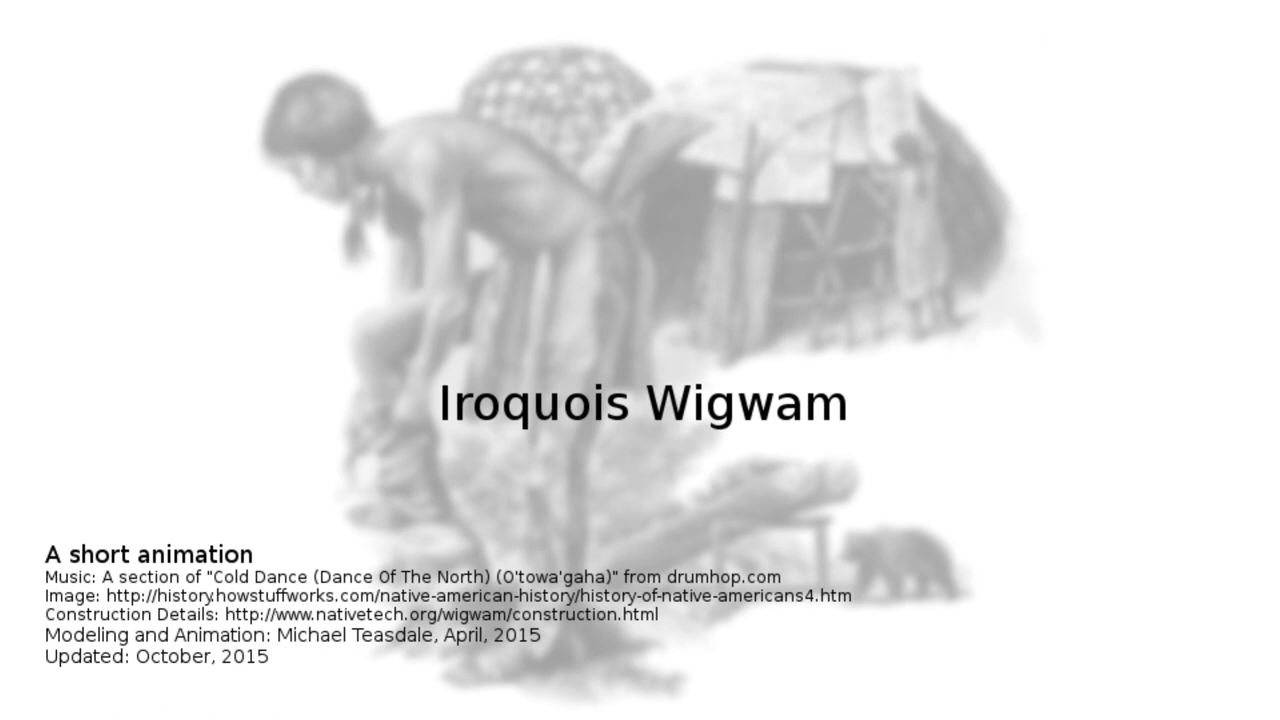 Iroquois Wigwam
A short animation
Music: A section of "Cold Dance (Dance Of The North) (O'towa'gaha)" from drumhop.com
Image: http://history.howstuffworks.com/native-american-history/history-of-native-americans4.htm
Construction Details: http://www.nativetech.org/wigwam/construction.html
Modeling and Animation: Michael Teasdale, April, 2015
Updated: October, 2015